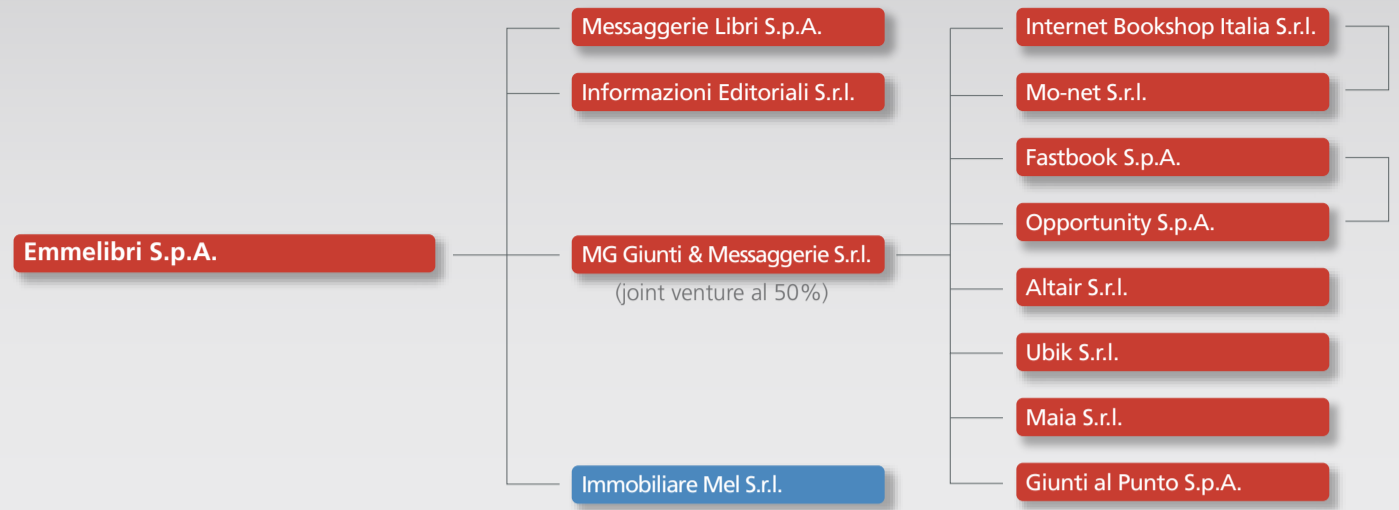 Emmelibri S.p.A.
Messaggerie Libri S.p.A.
Informazioni Editoriali S.r.l.
MG Giunti & Messaggerie S.r.l.
(joint venture al 50%)
Immobiliare Mel S.r.l.
Internet Bookshop Italia S.r.l.
Mo-net S.r.l.
Fastbook S.p.A.
Opportunity S.p.A.
Altair S.r.l.
Ubik S.r.l.
Maia S.r.l.
Giunti al Punto S.p.A.